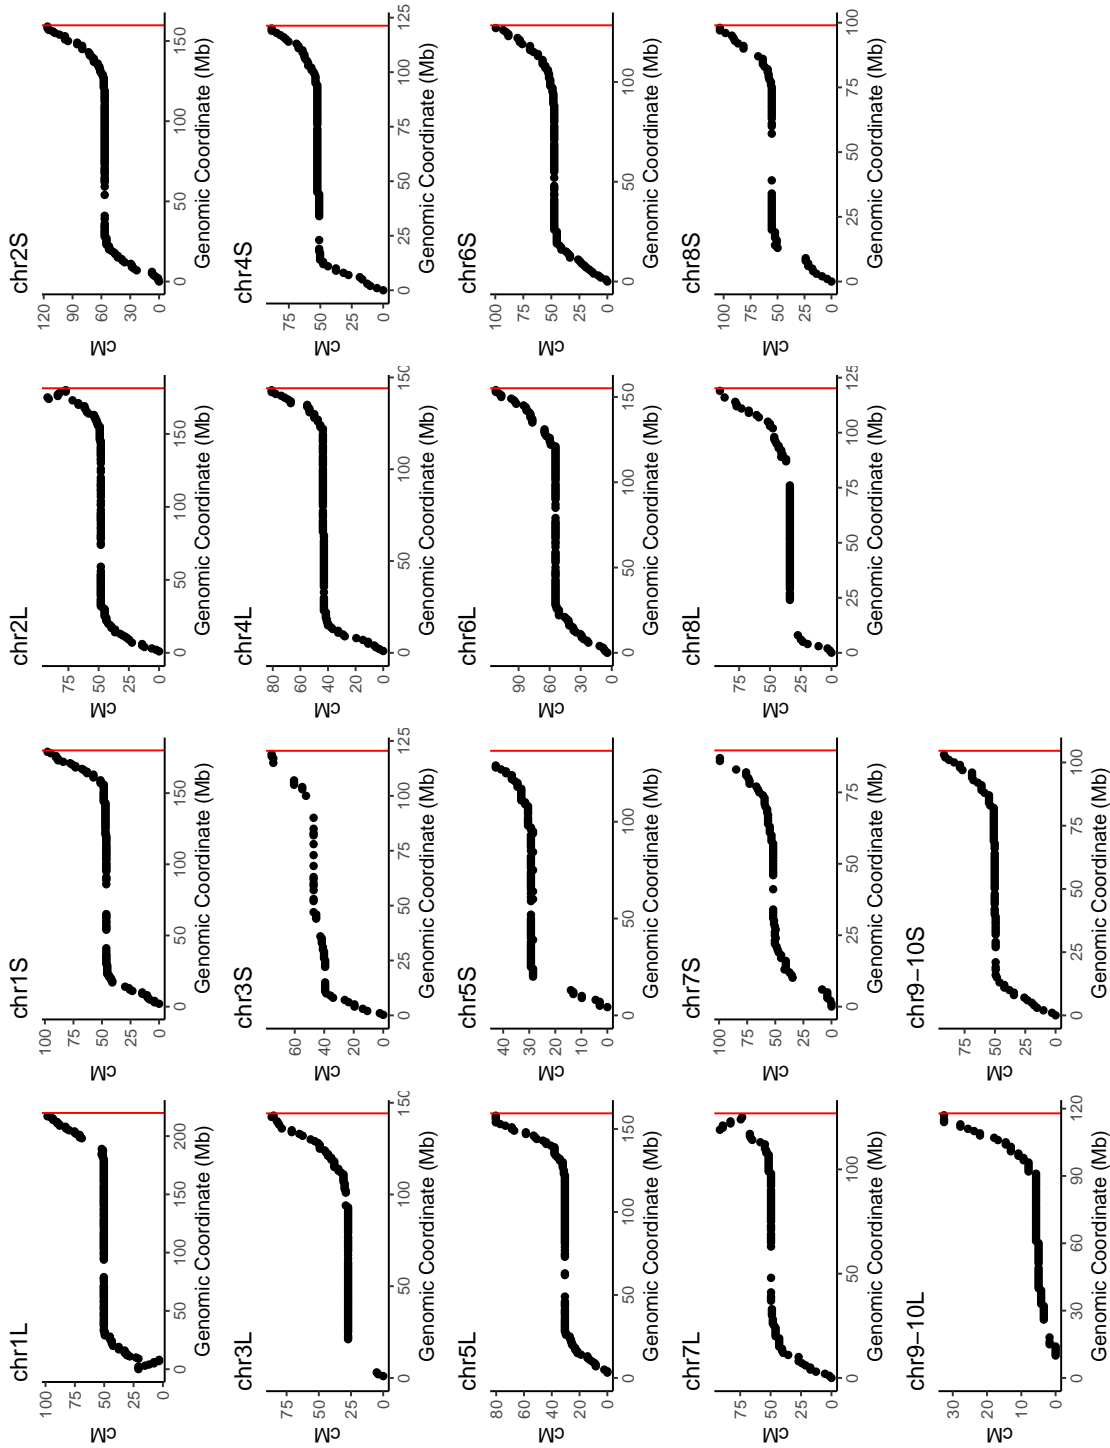 chr1L
100
75
50
25
0
cM
0 50 100 150 200
Genomic Coordinate (Mb)
chr1S
100
75
50
25
0
cM
0 50 100 150
Genomic Coordinate (Mb)
chr2L
75
50
25
0
cM
0 50 100 150
Genomic Coordinate (Mb)
chr2S
120
90
60
30
0
cM
0 50 100 150
Genomic Coordinate (Mb)
chr3L
75
50
25
0
cM
0 50 100 150
Genomic Coordinate (Mb)
chr3S
60
40
20
0
cM
0 25 50 75 100 125
Genomic Coordinate (Mb)
chr4L
80
60
40
20
0
cM
0 50 100 150
Genomic Coordinate (Mb)
chr4S
75
50
25
0
cM
0 25 50 75 100 125
Genomic Coordinate (Mb)
chr5L
80
60
40
20
0
cM
0 50 100 150
Genomic Coordinate (Mb)
chr5S
40
30
20
10
0
cM
0 50 100
Genomic Coordinate (Mb)
chr6L
90
60
30
0
cM
0 50 100 150
Genomic Coordinate (Mb)
chr6S
100
75
50
25
0
cM
0 50 100
Genomic Coordinate (Mb)
chr7L
75
50
25
0
cM
0 50 100
Genomic Coordinate (Mb)
chr7S
100
75
50
25
0
cM
0 25 50 75
Genomic Coordinate (Mb)
chr8L
75
50
25
0
cM
0 25 50 75 100 125
Genomic Coordinate (Mb)
chr8S
100
75
50
25
0
cM
0 25 50 75 100
Genomic Coordinate (Mb)
chr9−10L
30
20
10
0
cM
0 30 60 90 120
Genomic Coordinate (Mb)
chr9−10S
75
50
25
0
cM
0 25 50 75 100
Genomic Coordinate (Mb)